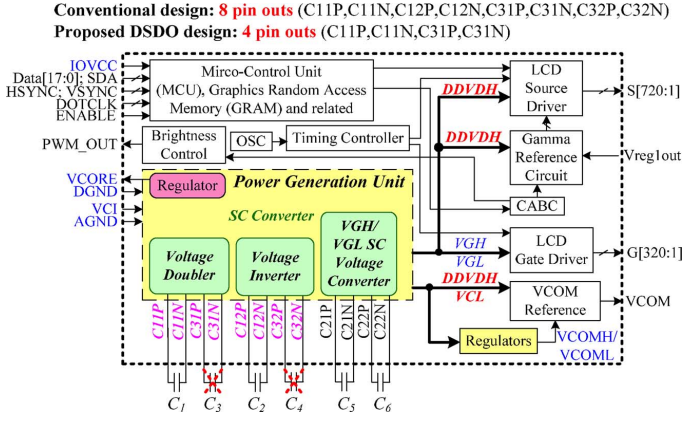 Conventional design: 8 pin outs (C11P,C11N,C12P,C12N,C31P,C31N,C32P,C32N)
Proposed DSDO design: 4 pin outs (C11P,C11N,C31P,C31N)
IOVCC
Data[17:0]; SDA
HSYNC; VSYNC
DOTCLK
ENABLE
Mirco-Control Unit
(MCU), Graphics Random Access
Memory (GRAM) and related
DDVDH
LCD
Source
Driver
S[720:1]
PWM_OUT
Brightness
Control
OSC
Timing Controller
DDVDH
Gamma
Reference
Circuit
Vreg1out
VCORE
DGND
VCI
AGND
Regulator
Power Generation Unit
SC Converter
CABC
Voltage
Doubler
Voltage
Inverter
VGH/
VGL SC
Voltage
Converter
VGH
VGL
LCD
Gate Driver
G[320:1]
DDVDH
VCL
VCOM
Reference
VCOM
Regulators
VCOMH/
VCOML
C11P
C11N
C31P
C31N
C12P
C12N
C32P
C32N
C21P
C21N
C22P
C22N
C1
C3
C2
C4
C5
C6